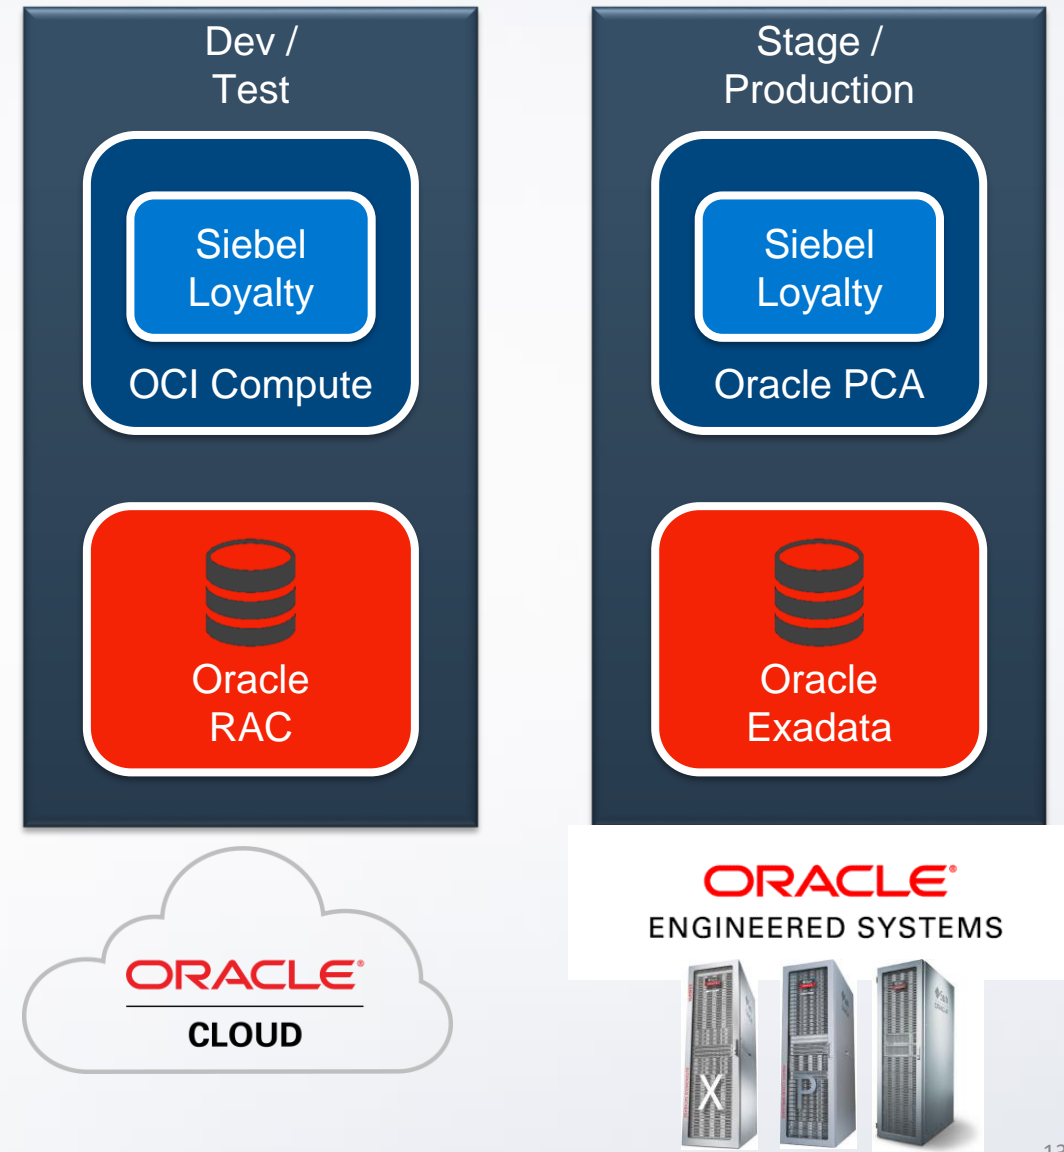 Dev /
Test
Siebel
Loyalty
OCI Compute
Oracle
RAC
ORACLE
CLOUD
Stage /
Production
Siebel
Loyalty
Oracle PCA
Oracle
Exadata
ORACLE®
ENGINEERED SYSTEMS
X
P